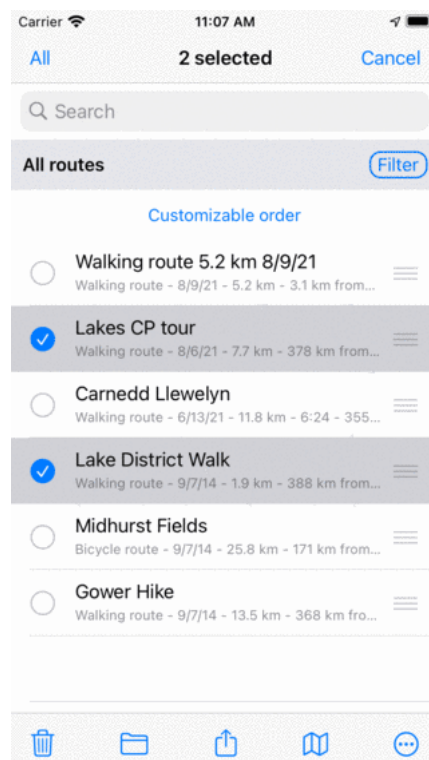 Carrier 11:07 AM
All 2 selected Cancel
Search
All routes Filter
Customizable order
Walking route 5.2 km 8/9/21
Walking route - 8/9/21 - 5.2 km - 3.1 km from...
Lakes CP tour
Walking route - 8/6/21 - 7.7 km - 378 km from...
Carnedd Llewelyn
Walking route - 6/13/21 - 11.8 km - 6:24 - 355...
Lake District Walk
Walking route - 9/7/14 - 1.9 km - 388 km from...
Midhurst Fields
Bicycle route - 9/7/14 - 25.8 km - 171 km from...
Gower Hike
Walking route - 9/7/14 - 13.5 km - 368 km fro...